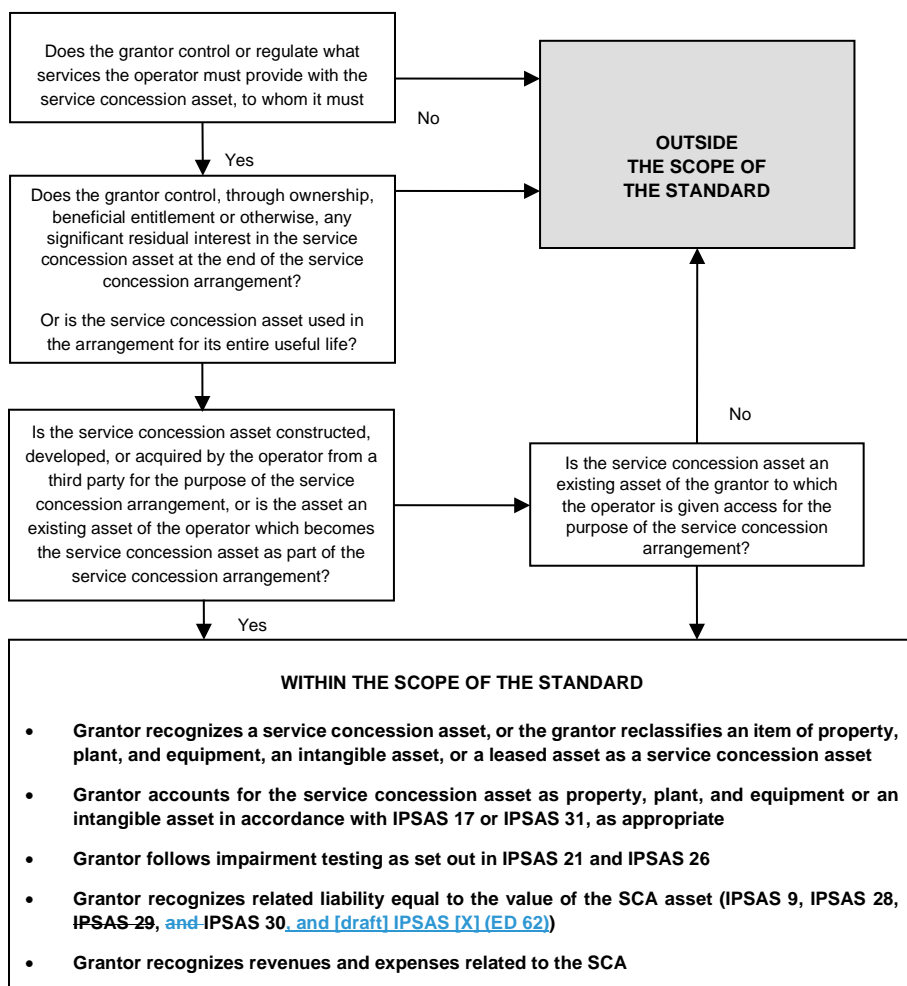 Does the grantor control or regulate what
services the operator must provide with the
service concession asset, to whom it must
No
Yes
OUTSIDE
THE SCOPE OF
THE STANDARD
Does the grantor control, through ownership,
beneficial entitlement or otherwise, any
significant residual interest in the service
concession asset at the end of the service
concession arrangement?
Or is the service concession asset used in
the arrangement for its entire useful life?
No
Is the service concession asset constructed,
developed, or acquired by the operator from a
third party for the purpose of the service
concession arrangement, or is the asset an
existing asset of the operator which becomes
the service concession asset as part of the
service concession arrangement?
Is the service concession asset an
existing asset of the grantor to which
the operator is given access for the
purpose of the service concession
arrangement?
Yes
WITHIN THE SCOPE OF THE STANDARD
• Grantor recognizes a service concession asset, or the grantor reclassifies an item of property,
plant, and equipment, an intangible asset, or a leased asset as a service concession asset
• Grantor accounts for the service concession asset as property, plant, and equipment or an
intangible asset in accordance with IPSAS 17 or IPSAS 31, as appropriate
• Grantor follows impairment testing as set out in IPSAS 21 and IPSAS 26
• Grantor recognizes related liability equal to the value of the SCA asset (IPSAS 9, IPSAS 28,
IPSAS 29, and IPSAS 30, and [draft] IPSAS [X] (ED 62))
• Grantor recognizes revenues and expenses related to the SCA